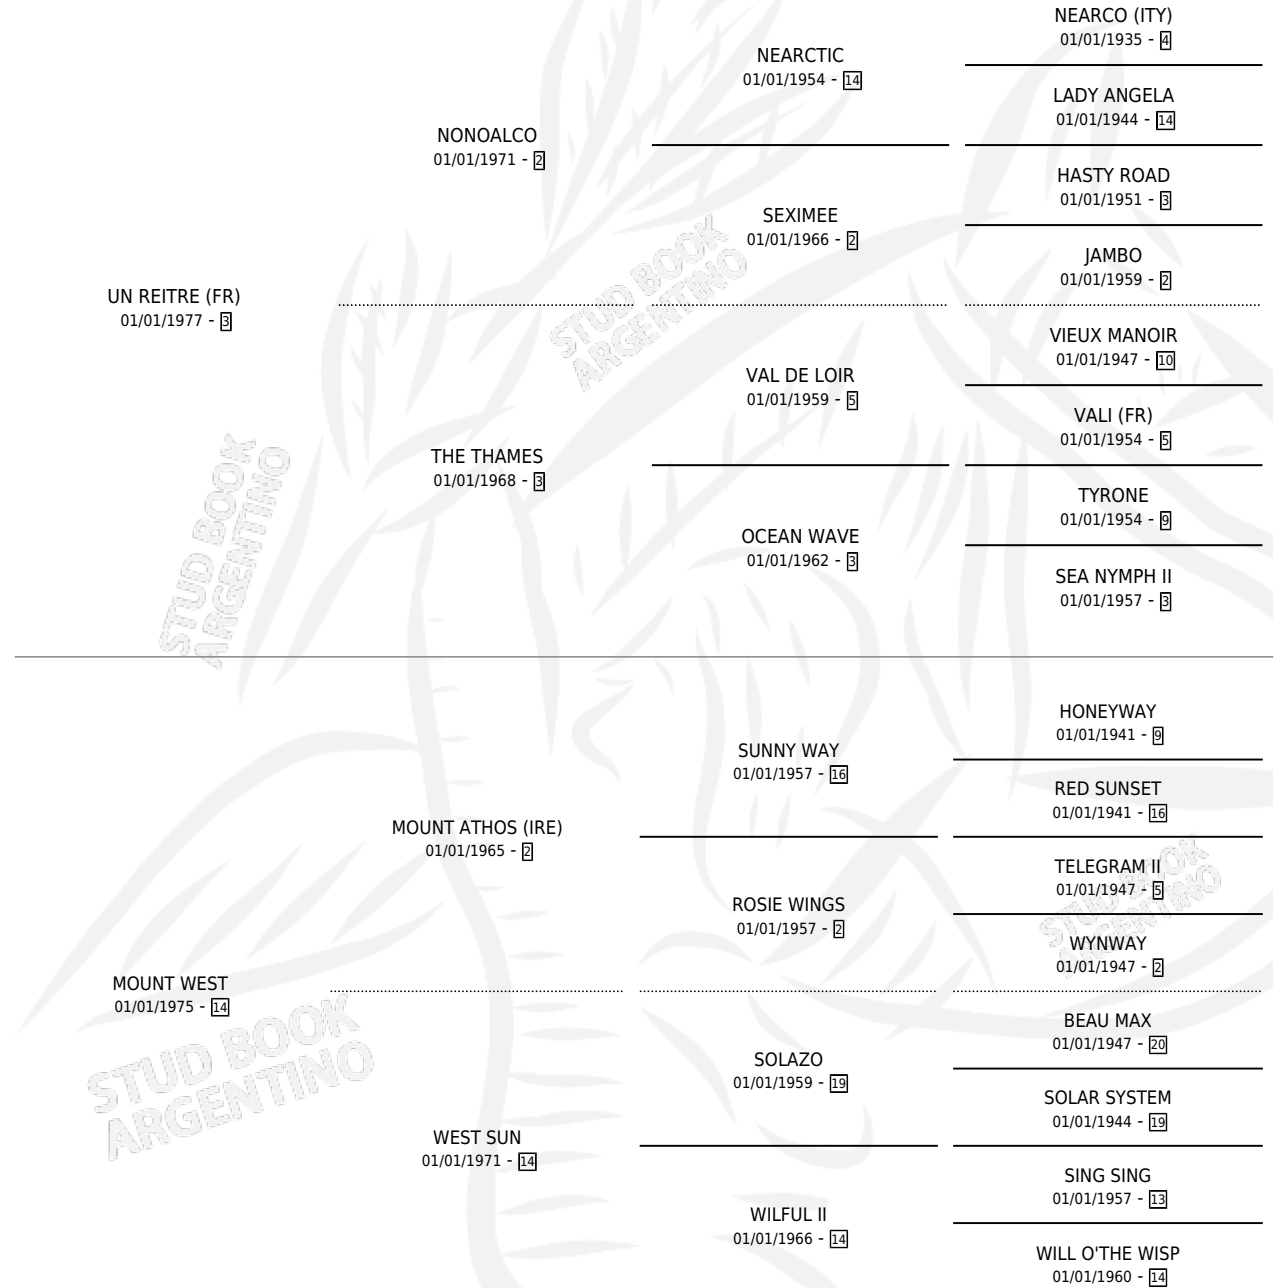 NEARCO (ITY)
01/01/1935 - 4
NEARCTIC
01/01/1954 - 14
LADY ANGELA
01/01/1944 - 14
NONOALCO
01/01/1971 - 2
HASTY ROAD
01/01/1951 - 3
SEXIMEE
01/01/1966 - 2
JAMBO
01/01/1959 - 2
UN REITRE (FR)
01/01/1977 - 3
VIEUX MANOIR
01/01/1947 - 10
VAL DE LOIR
01/01/1959 - 5
VALI (FR)
01/01/1954 - 5
THE THAMES
01/01/1968 - 3
TYRONE
01/01/1954 - 9
OCEAN WAVE
01/01/1962 - 3
SEA NYMPH II
01/01/1957 - 3
HONEYWAY
01/01/1941 - 9
SUNNY WAY
01/01/1957 - 16
RED SUNSET
01/01/1941 - 16
MOUNT ATHOS (IRE)
01/01/1965 - 2
TELEGRAM II
01/01/1947 - 5
ROSIE WINGS
01/01/1957 - 2
WYNWAY
01/01/1947 - 2
MOUNT WEST
01/01/1975 - 14
BEAU MAX
01/01/1947 - 20
SOLAZO
01/01/1959 - 19
SOLAR SYSTEM
01/01/1944 - 19
WEST SUN
01/01/1971 - 14
SING SING
01/01/1957 - 13
WILFUL II
01/01/1966 - 14
WILL O'THE WISP
01/01/1960 - 14
STUD BOOK
ARGENTINO
STUD BOOK
ARGENTINO
STUD BOOK
ARGENTINO
STUD BOOK
ARGENTINO